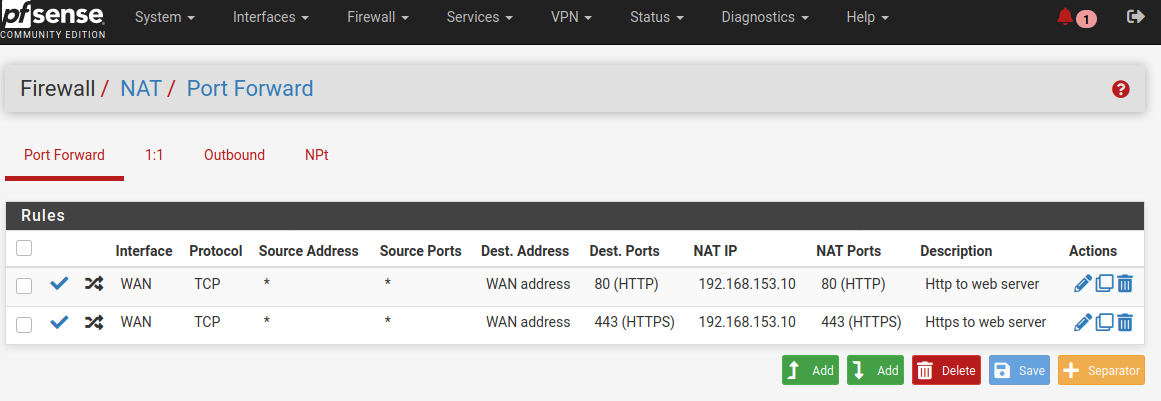 pfsense
COMMUNITY EDITION
System Interfaces Firewall Services VPN Status Diagnostics Help 1
Firewall / NAT / Port Forward ?
Port Forward 1:1 Outbound NPt
Rules
Interface Protocol Source Address Source Ports Dest. Address Dest. Ports NAT IP NAT Ports Description Actions
WAN TCP * * WAN address 80 (HTTP) 192.168.153.10 80 (HTTP) Http to web server
WAN TCP * * WAN address 443 (HTTPS) 192.168.153.10 443 (HTTPS) Https to web server
Add Add Delete Save Separator